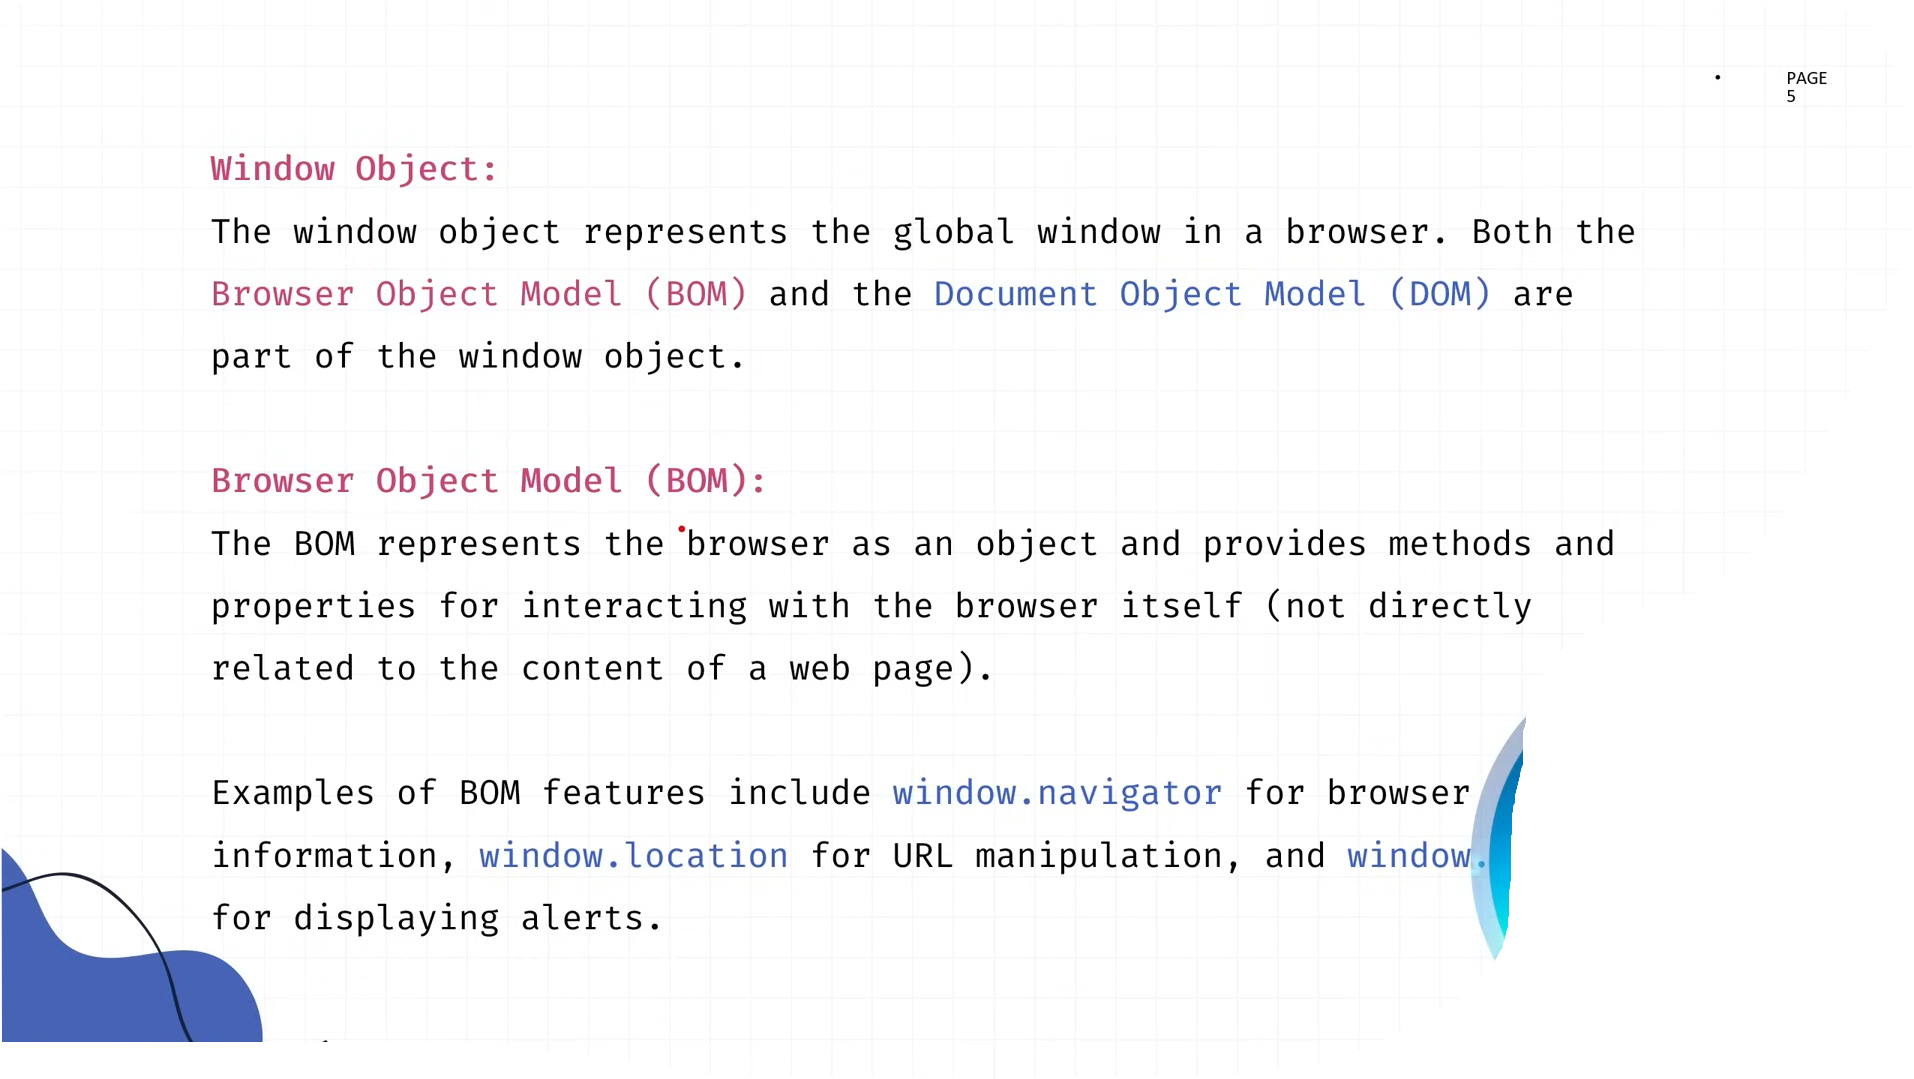 • PAGE
5
Window Object:
The window object represents the global window in a browser. Both the
Browser Object Model (BOM) and the Document Object Model (DOM) are
part of the window object.
Browser Object Model (BOM):
The BOM represents the browser as an object and provides methods and
properties for interacting with the browser itself (not directly
related to the content of a web page).
Examples of BOM features include window.navigator for browser
information, window.location for URL manipulation, and window.
for displaying alerts.